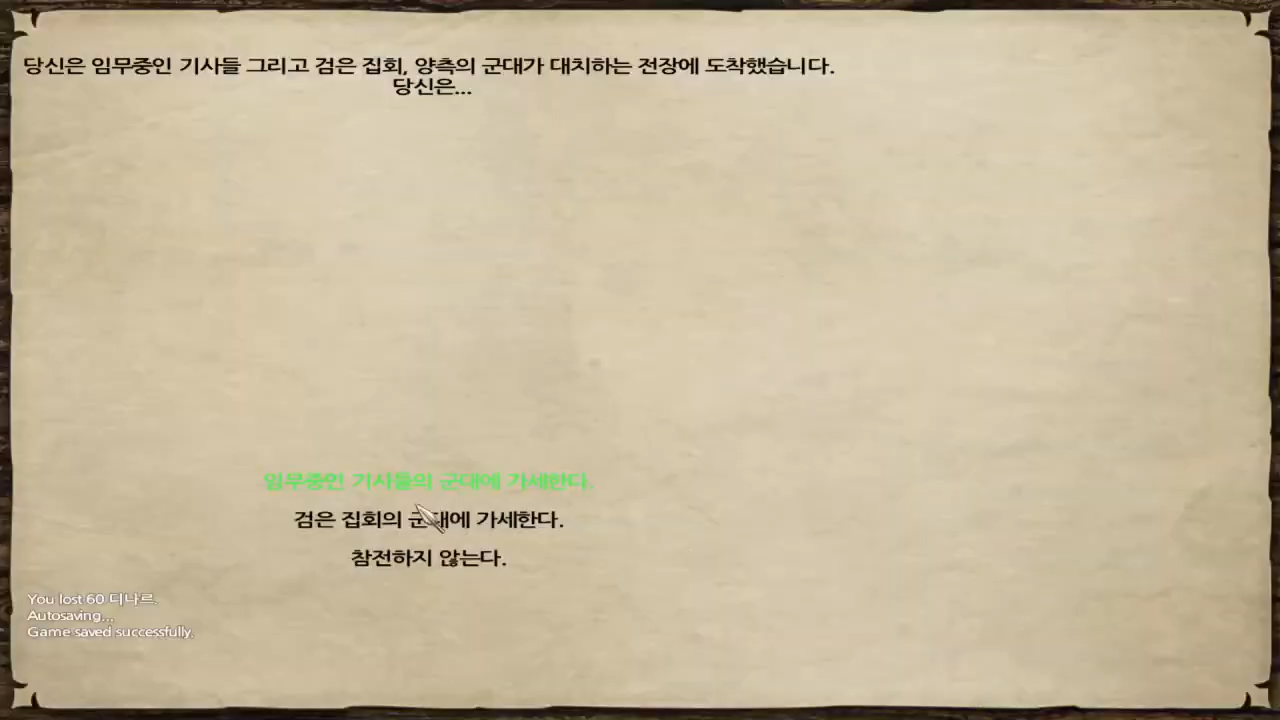 당신은 임무중인 기사들 그리고 검은 집회, 양측의 군대가 대치하는 전장에 도착했습니다.
당신은...
임무중인 기사들의 군대에 가세한다.
검은 집회의 군대에 가세한다.
참전하지 않는다.
You lost 60 디나르.
Autosaving...
Game saved successfully.